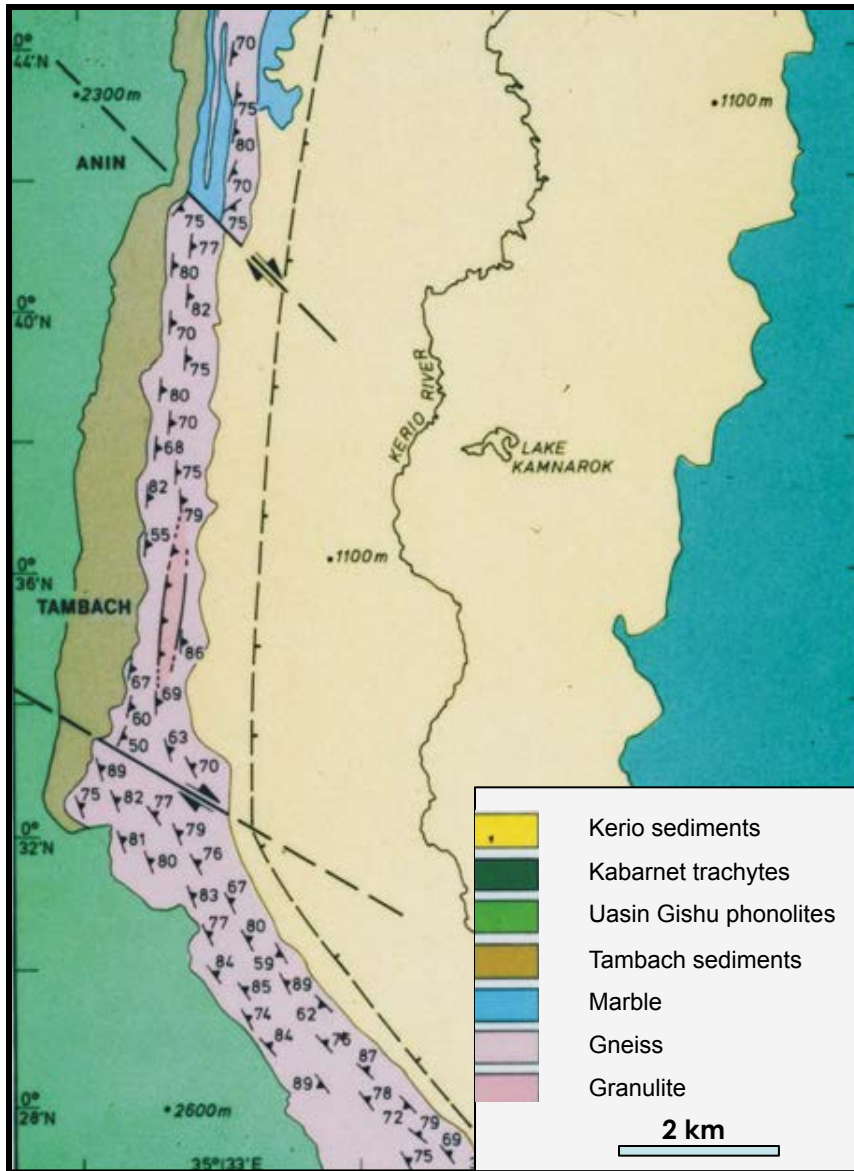 0°
44'N
70
2300m
75
1100m
80
ANIN
70
75
75
77
80
0°
40'N
82
70
75
80
KERIO RIVER
70
68
LAKE
KAMNAROK
75
82
79
55
1100m
0°
36'N
TAMBACH
86
67
69
60
63
50
70
89
75
82
77
0°
32'N
79
81
80
76
83
67
77
80
84
59
85
89
74
62
84
76
87
89
78
0°
28'N
2600m
72
79
69
75
35°33'E
Kerio sediments
Kabarnet trachytes
Uasin Gishu phonolites
Tambach sediments
Marble
Gneiss
Granulite
2 km